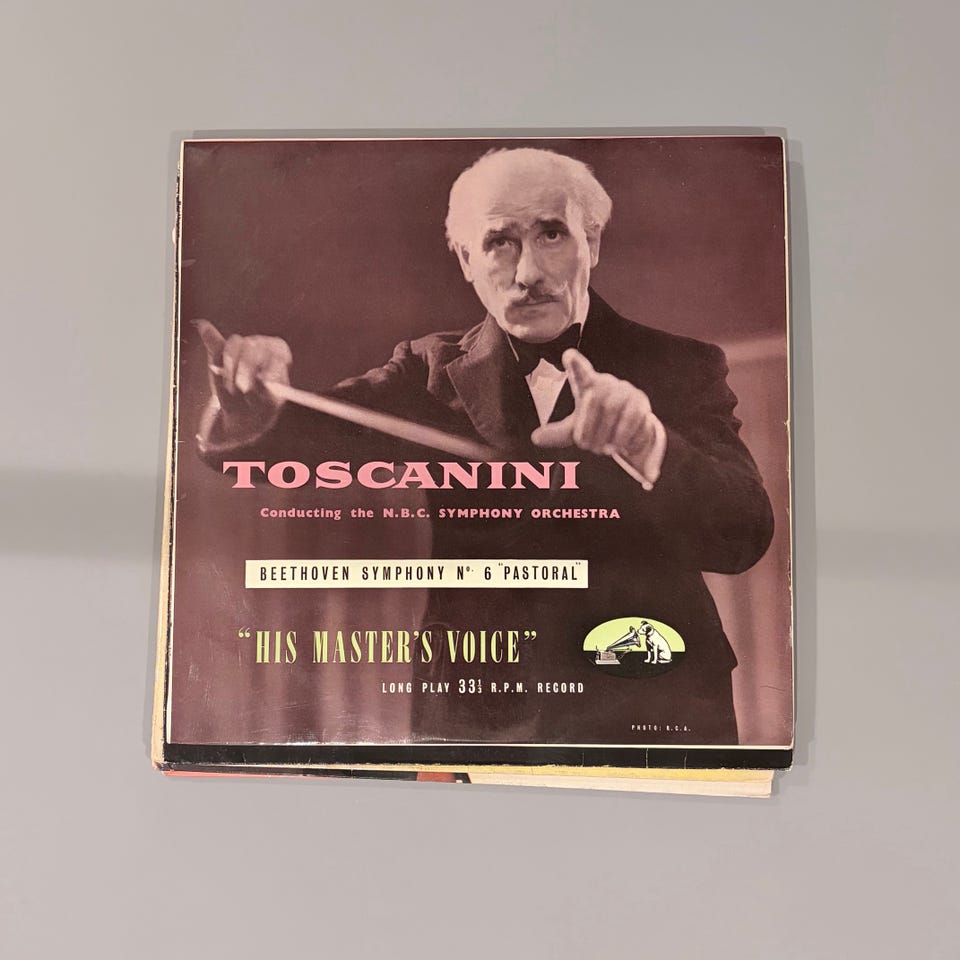 TOSCANINI
Conducting the N.B.C. SYMPHONY ORCHESTRA
BEETHOVEN SYMPHONY Nº 6 "PASTORAL"
"HIS MASTER'S VOICE"
LONG PLAY 33⅓ R.P.M. RECORD
PHOTO: R.C.A.